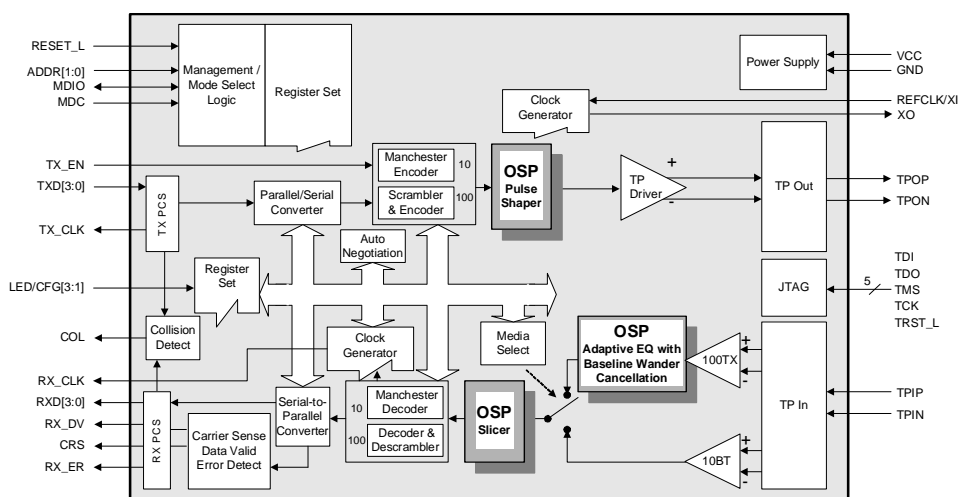 RESET_L
ADDR[1:0]
MDIO
MDC
Management /
Mode Select
Logic
Register Set
Power Supply
VCC
GND
Clock
Generator
REFCLK/XI
XO
TX_EN
TXD[3:0]
TX_CLK
TX PCS
Parallel/Serial
Converter
Manchester
Encoder
10
Scrambler
& Encoder
100
OSP
Pulse
Shaper
TP
Driver
+
-
TP Out
TPOP
TPON
Auto
Negotiation
LED/CFG[3:1]
Register
Set
JTAG
5
TDI
TDO
TMS
TCK
TRST_L
COL
Collision
Detect
Clock
Generator
Media
Select
OSP
Adaptive EQ with
Baseline Wander
Cancellation
100TX
+
-
TP In
TPIP
TPIN
RX_CLK
RXD[3:0]
RX_DV
CRS
RX_ER
RX PCS
Carrier Sense
Data Valid
Error Detect
Serial-to-
Parallel
Converter
10
Manchester
Decoder
100
Decoder &
Descrambler
OSP
Slicer
10BT
+
-